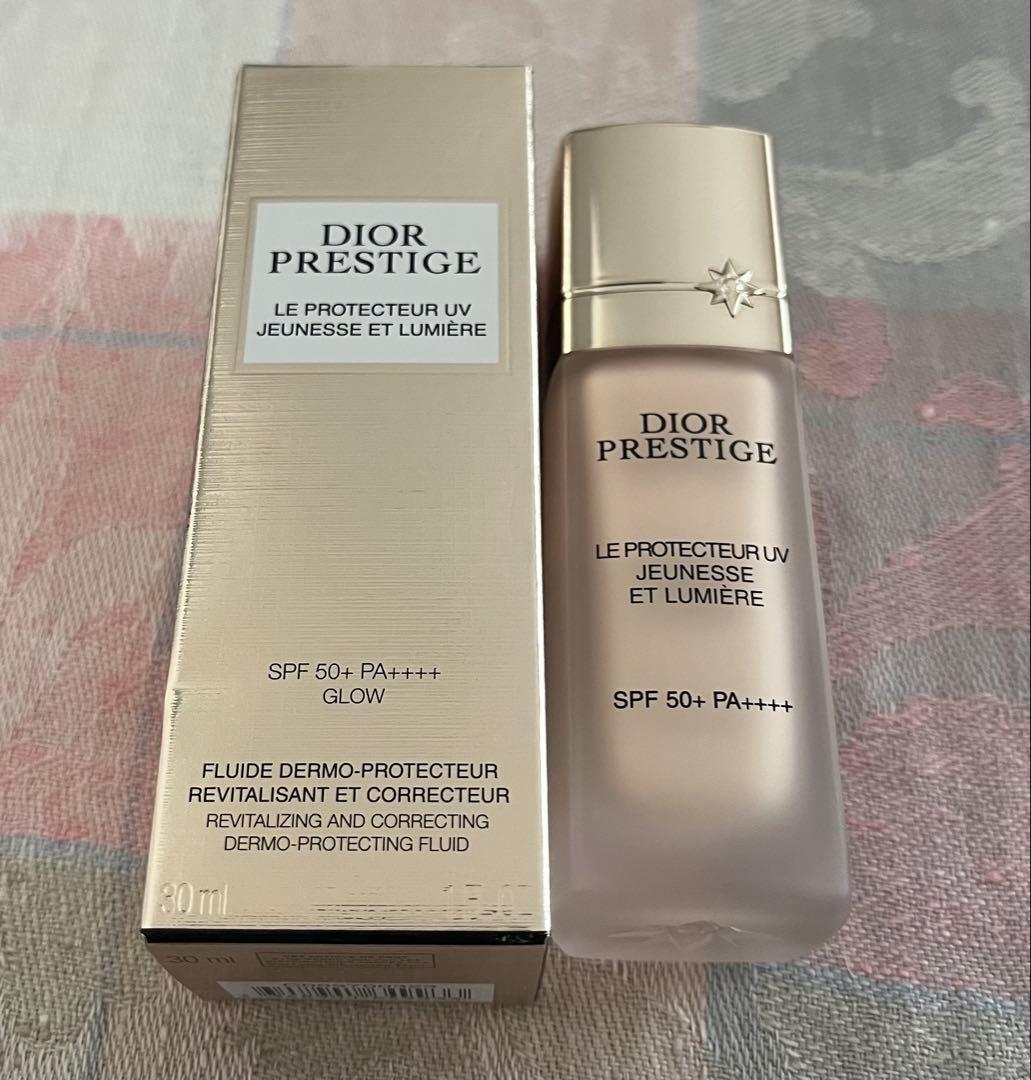 DIOR
PRESTIGE
LE PROTECTEUR UV
JEUNESSE ET LUMIÈRE
SPF 50+ PA++++
GLOW
FLUIDE DERMO-PROTECTEUR
REVITALISANT ET CORRECTEUR
REVITALIZING AND CORRECTING
DERMO-PROTECTING FLUID
30 ml
30 ml
DIOR
PRESTIGE
LE PROTECTEUR UV
JEUNESSE
ET LUMIÈRE
SPF 50+ PA++++